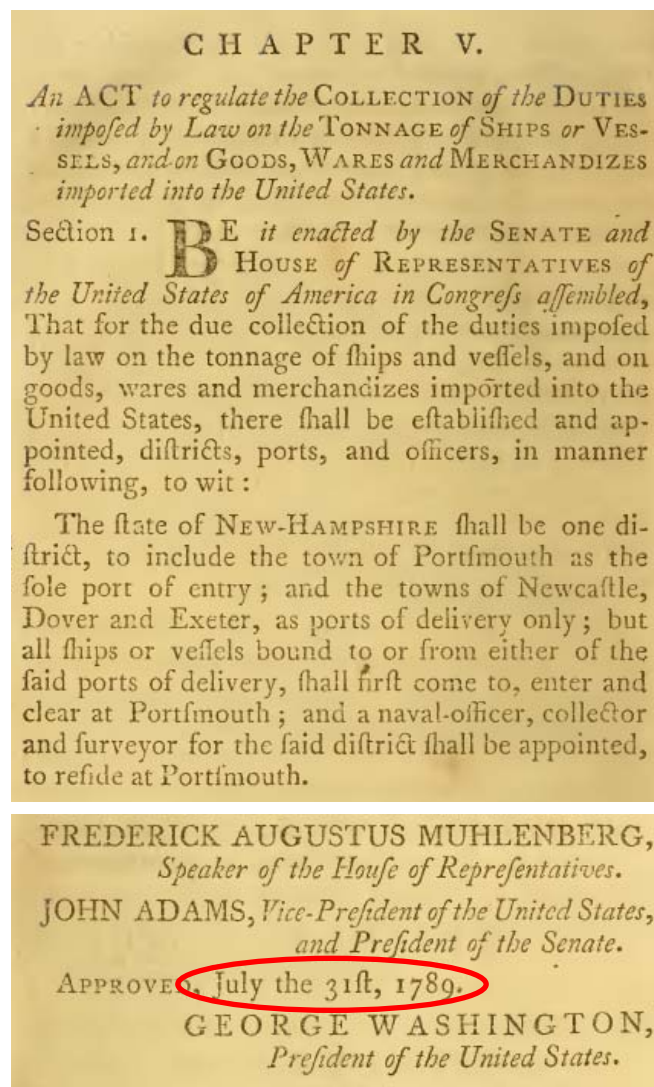 CHAPTER V.
An ACT to regulate the COLLECTION of the DUTIES
impoſed by Law on the TONNAGE of SHIPS or VES-
SELS, and on GOODS, WARES and MERCHANDIZES
imported into the United States.
Section 1. BE it enacted by the SENATE and
HOUSE of REPRESENTATIVES of
the United States of America in Congreſs aſſembled,
That for the due collection of the duties impoſed
by law on the tonnage of ſhips and veſſels, and on
goods, wares and merchandizes imported into the
United States, there ſhall be eſtabliſhed and ap-
pointed, diſtricts, ports, and officers, in manner
following, to wit :
The ſtate of NEW-HAMPSHIRE ſhall be one di-
ſtrict, to include the town of Portſmouth as the
ſole port of entry ; and the towns of Newcaſtle,
Dover and Exeter, as ports of delivery only ; but
all ſhips or veſſels bound to or from either of the
ſaid ports of delivery, ſhall firſt come to, enter and
clear at Portſmouth ; and a naval-officer, collector
and ſurveyor for the ſaid diſtrict ſhall be appointed,
to reſide at Portſmouth.
FREDERICK AUGUSTUS MUHLENBERG,
Speaker of the Houſe of Repreſentatives.
JOHN ADAMS, Vice-Preſident of the United States,
and Preſident of the Senate.
APPROVED, July the 31ſt, 1789.
GEORGE WASHINGTON,
Preſident of the United States.